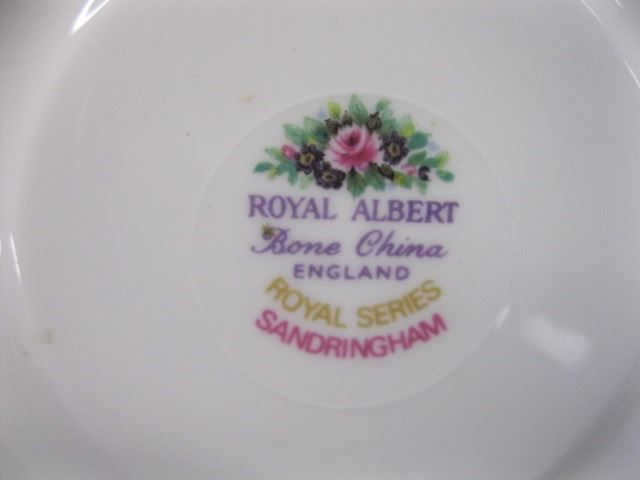 ROYAL ALBERT
Bone China
ENGLAND
ROYAL SERIES
SANDRINGHAM